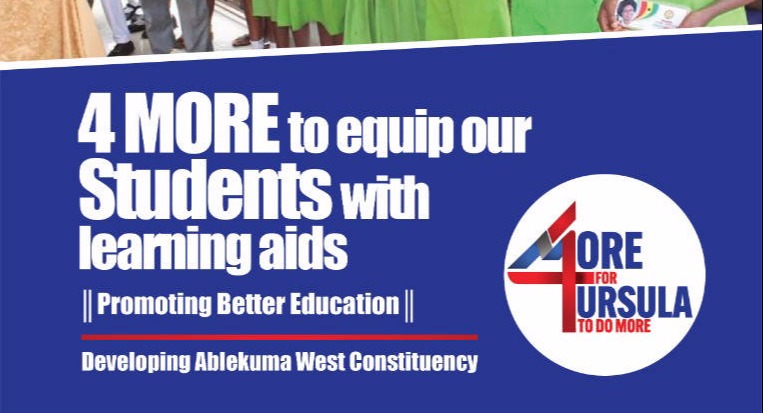 4 MORE to equip our
Students with
learning aids
|| Promoting Better Education ||
Developing Ablekuma West Constituency
4MORE
FOR
URSULA
TO DO MORE